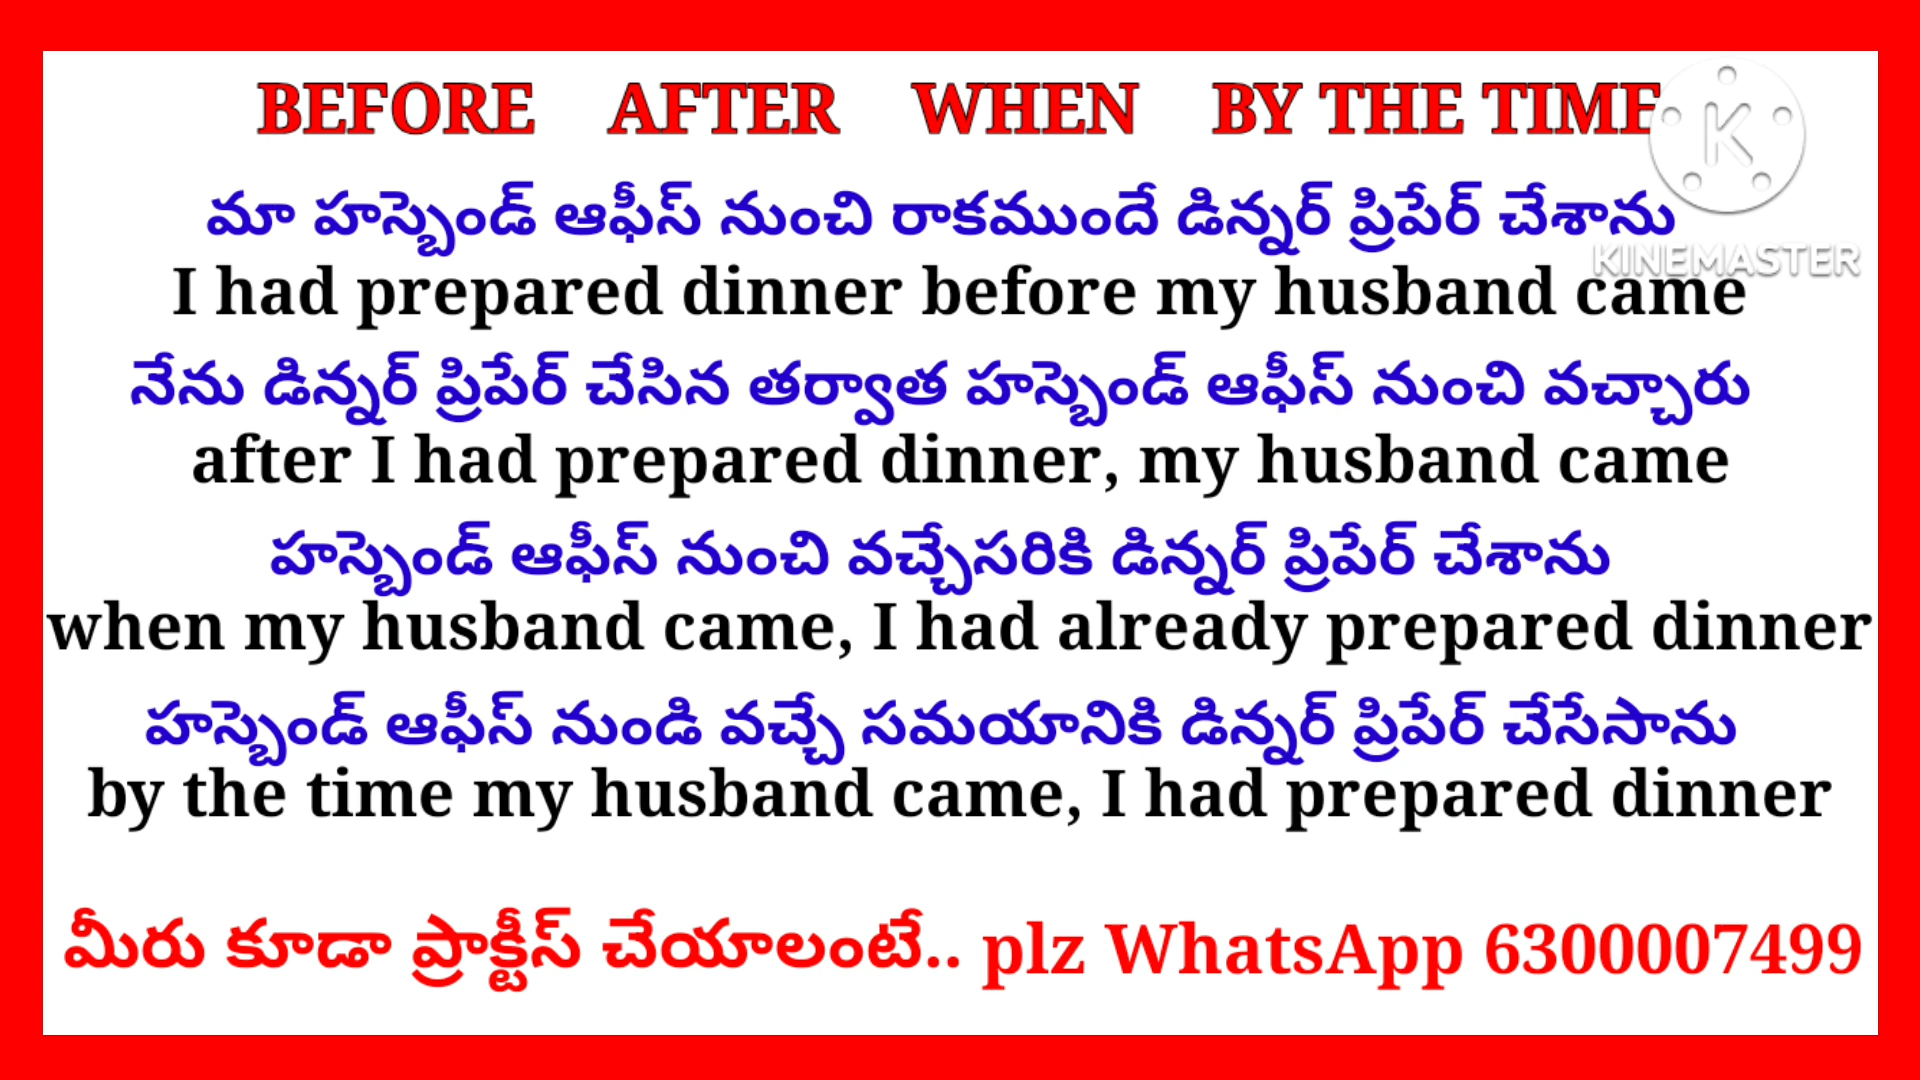 BEFORE AFTER WHEN BY THE TIME
K
KINEMASTER
మా హస్బెండ్ ఆఫీస్ నుంచి రాకముందే డిన్నర్ ప్రిపేర్ చేశాను
I had prepared dinner before my husband came
నేను డిన్నర్ ప్రిపేర్ చేసిన తర్వాత హస్బెండ్ ఆఫీస్ నుంచి వచ్చారు
after I had prepared dinner, my husband came
హస్బెండ్ ఆఫీస్ నుంచి వచ్చేసరికి డిన్నర్ ప్రిపేర్ చేశాను
when my husband came, I had already prepared dinner
హస్బెండ్ ఆఫీస్ నుండి వచ్చే సమయానికి డిన్నర్ ప్రిపేర్ చేసేసాను
by the time my husband came, I had prepared dinner
మీరు కూడా ప్రాక్టీస్ చేయాలంటే.. plz WhatsApp 6300007499